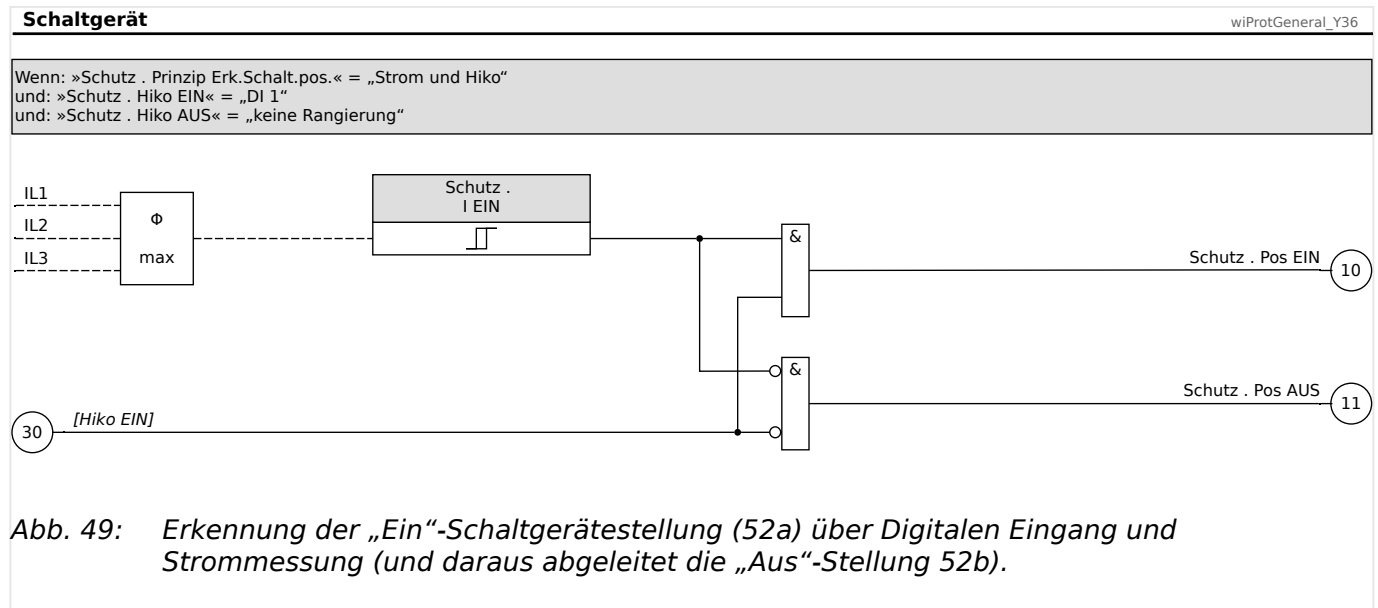 Schaltgerät
wiProtGeneral_Y36
Wenn: »Schutz . Prinzip Erk.Schalt.pos.« = „Strom und Hiko“
und: »Schutz . Hiko EIN« = „DI 1“
und: »Schutz . Hiko AUS« = „keine Rangierung“
IL1
IL2
IL3
Φ
max
Schutz .
I EIN
&
Schutz . Pos EIN
10
&
Schutz . Pos AUS
11
30
[Hiko EIN]
Abb. 49: Erkennung der „Ein“-Schaltgerätestellung (52a) über Digitalen Eingang und
Strommessung (und daraus abgeleitet die „Aus“-Stellung 52b).